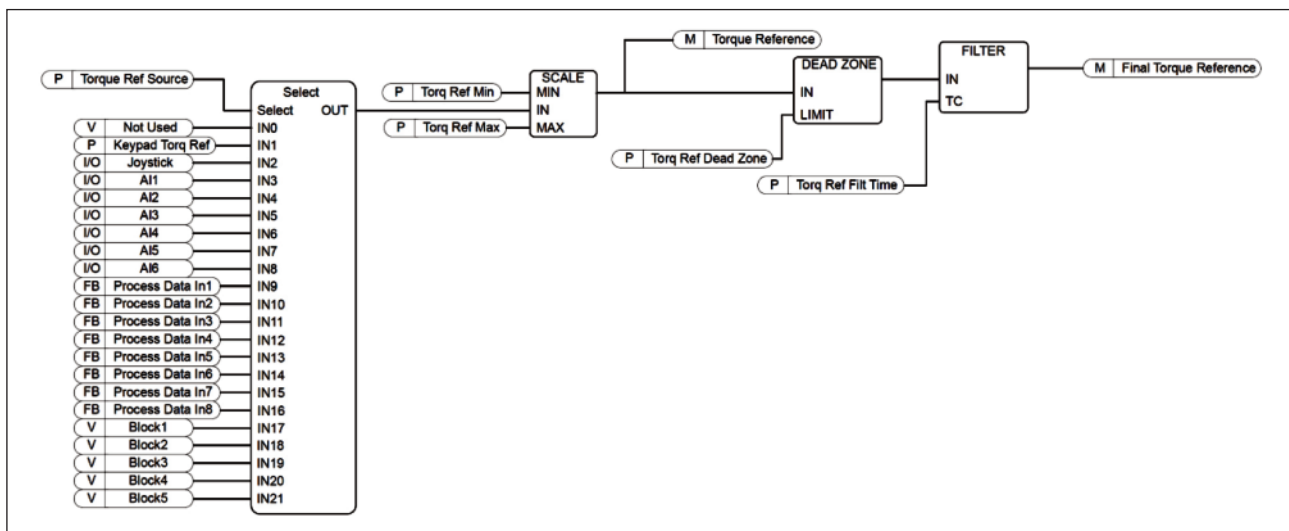 M Torque Reference
FILTER
P Torque Ref Source
SCALE
DEAD ZONE
M Final Torque Reference
Select
P Torq Ref Min
MIN
IN
IN
Select OUT
IN
TC
LIMIT
V Not Used IN0
P Torq Ref Max
MAX
P Keypad Torq Ref IN1
I/O Joystick IN2
P Torq Ref Dead Zone
I/O AI1 IN3
P Torq Ref Filt Time
I/O AI2 IN4
I/O AI3 IN5
I/O AI4 IN6
I/O AI5 IN7
I/O AI6 IN8
FB Process Data In1 IN9
FB Process Data In2 IN10
FB Process Data In3 IN11
FB Process Data In4 IN12
FB Process Data In5 IN13
FB Process Data In6 IN14
FB Process Data In7 IN15
FB Process Data In8 IN16
V Block1 IN17
V Block2 IN18
V Block3 IN19
V Block4 IN20
V Block5 IN21